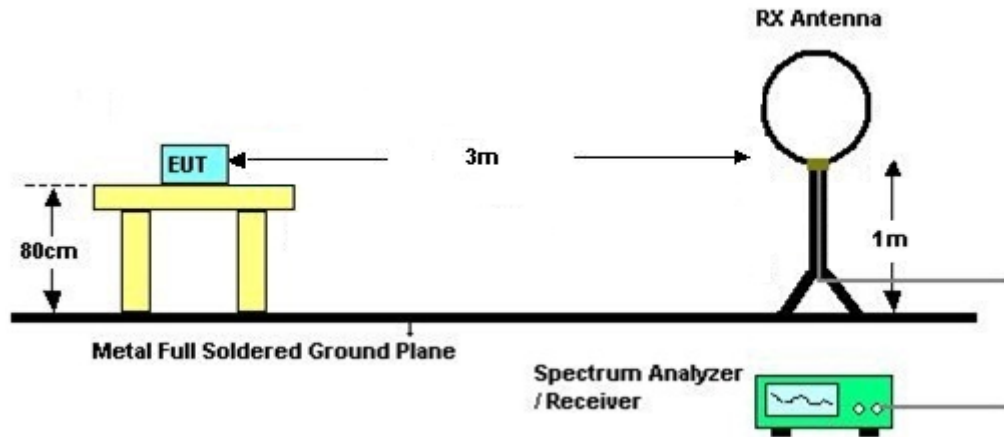 RX Antenna
EUT
3m
80cm
1m
Metal Full Soldered Ground Plane
Spectrum Analyzer
/ Receiver